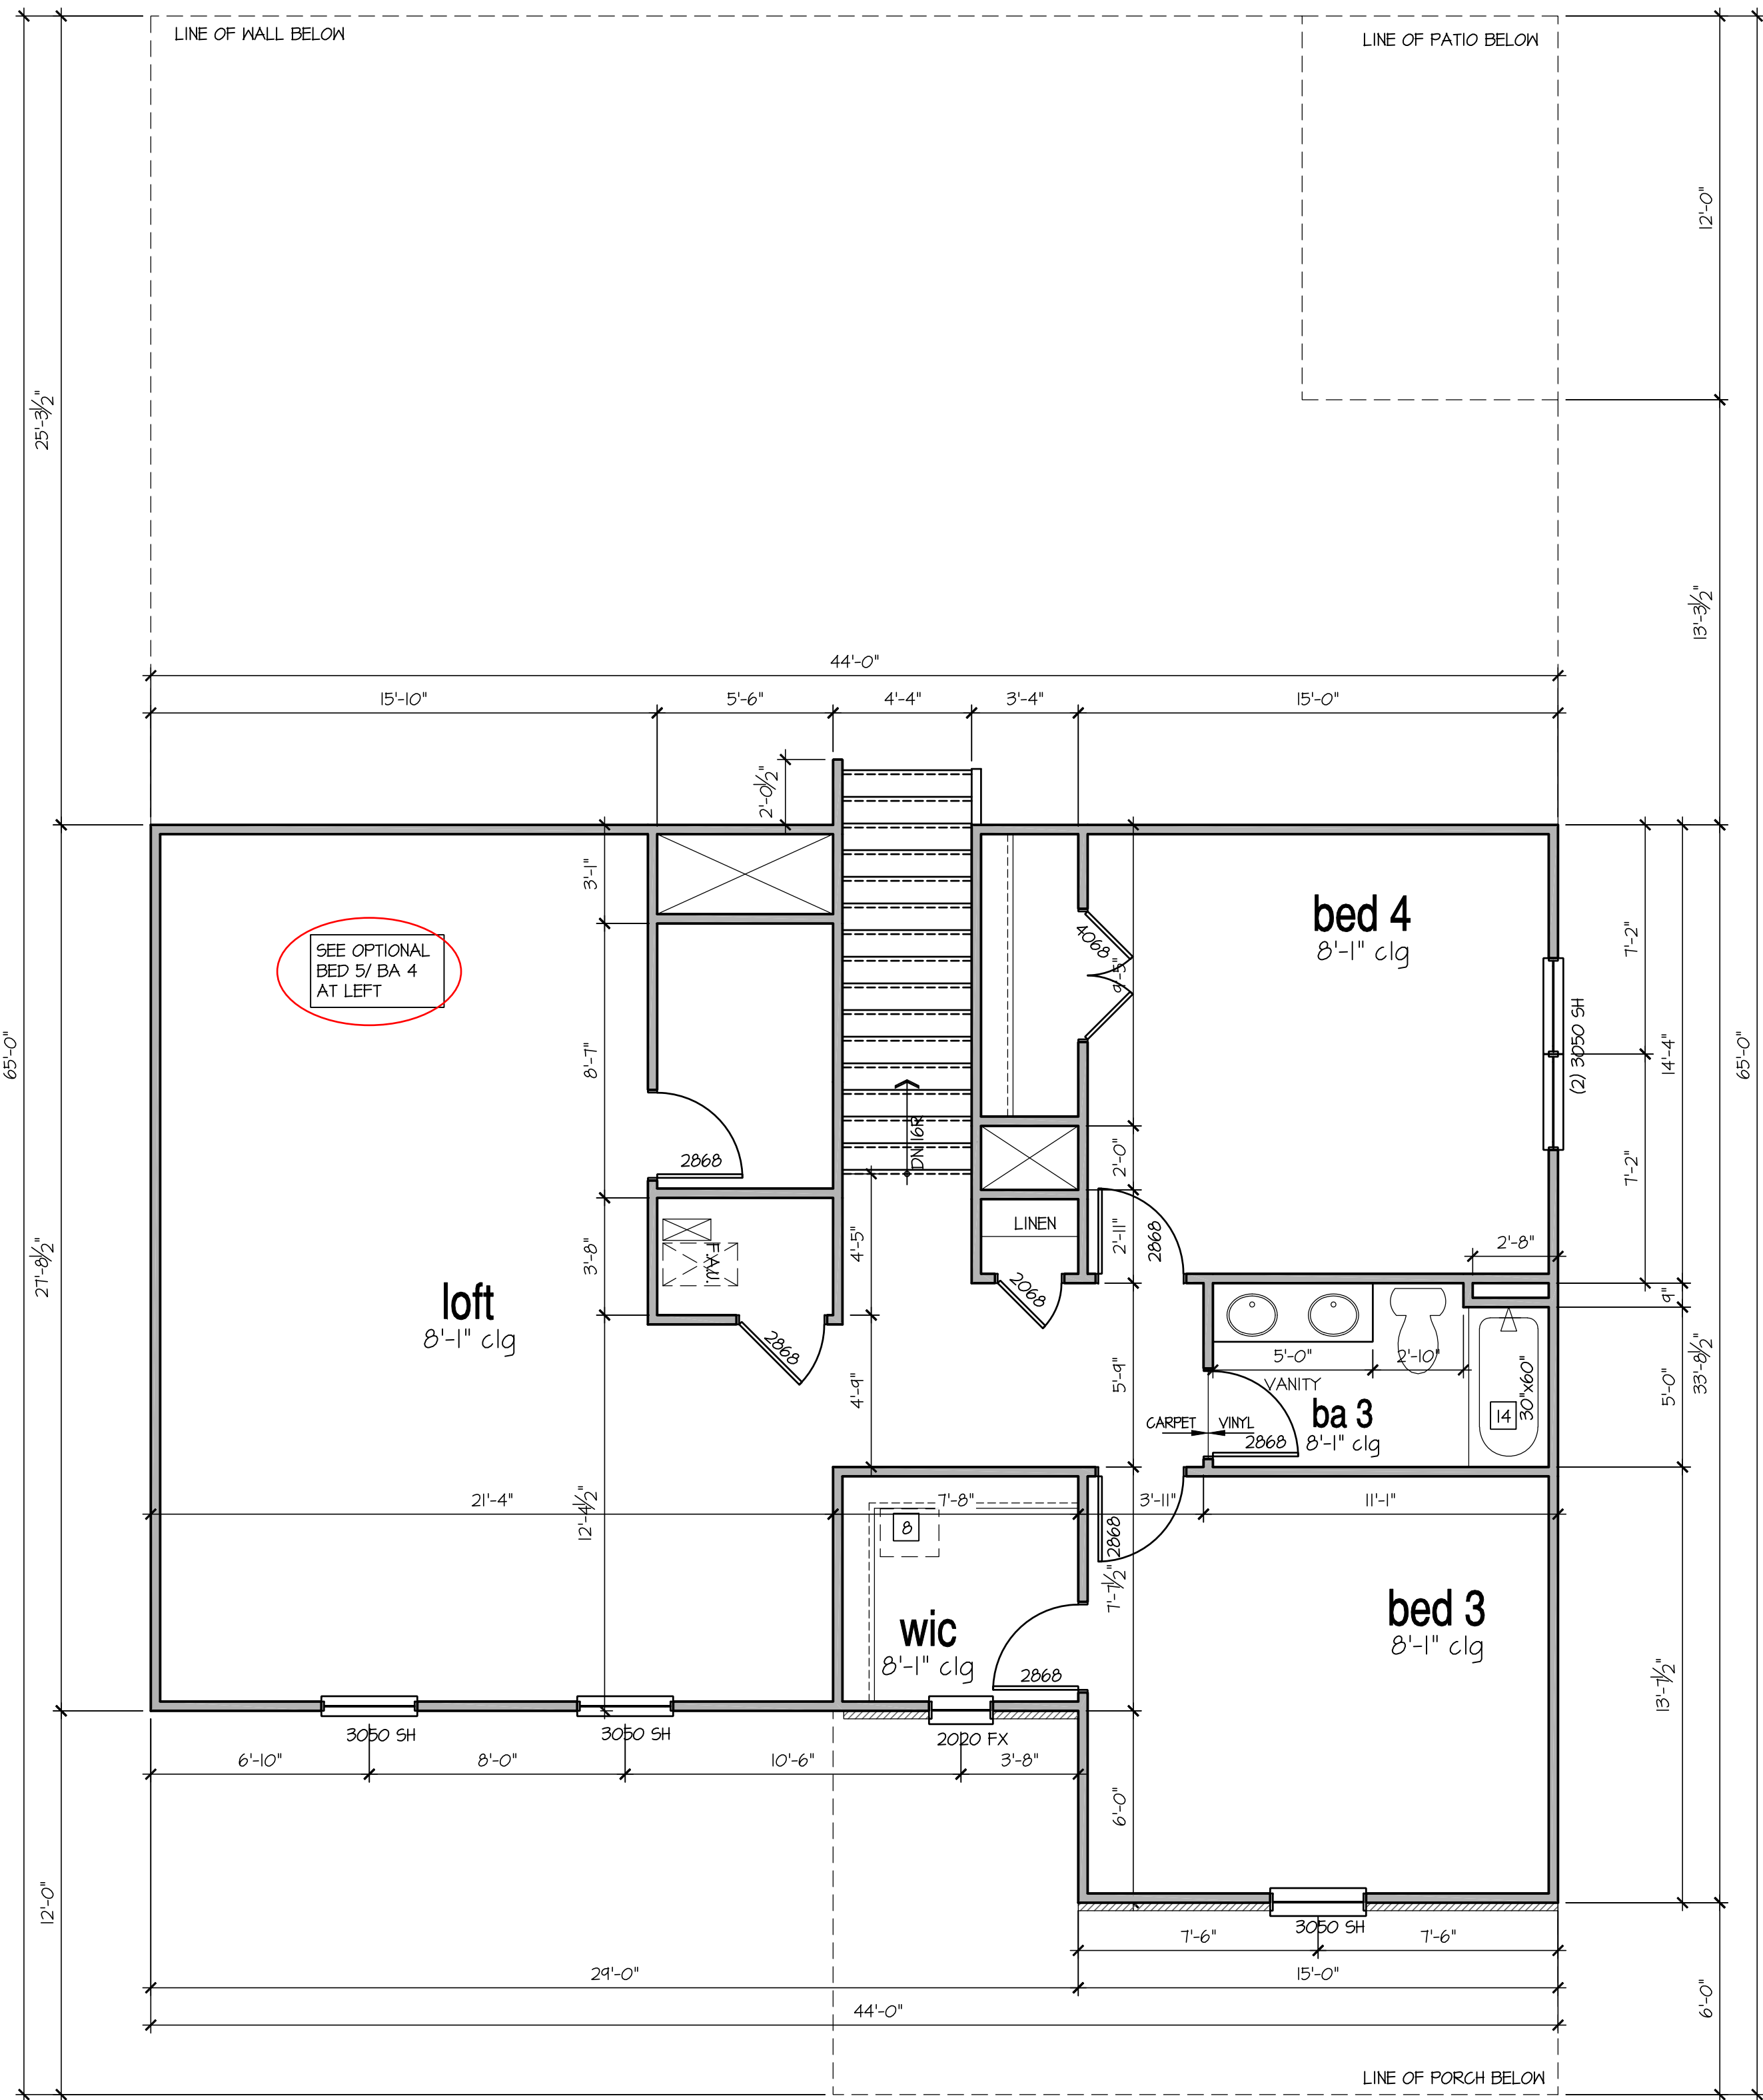 LINE OF WALL BELOW
LINE OF PATIO BELOW
12'-0"
25'-3½"
13'-3½"
44'-0"
15'-10"
5'-6"
4'-4"
3'-4"
15'-0"
2'-0½"
3'-1"
SEE OPTIONAL
BED 5/ BA 4
AT LEFT
bed 4
8'-1" clg
4068
9'-5"
7'-2"
(2) 3050 SH
14'-4"
65'-0"
65'-0"
8'-7"
DN 16R
2868
2'-0"
7'-2"
LINEN
2'-11"
2868
2'-8"
F.A.U.
3'-8"
4'-5"
27'-8½"
2068
9"
loft
8'-1" clg
2868
4'-9"
5'-9"
5'-0"
2'-10"
VANITY
30"x60"
14
ba 3
8'-1" clg
CARPET
VINYL
2868
5'-0"
33'-8½"
21'-4"
12'-4½"
7'-8"
3'-11"
11'-1"
8
2868
7'-7½"
wic
8'-1" clg
2868
bed 3
8'-1" clg
13'-7½"
3050 SH
3050 SH
2020 FX
6'-10"
8'-0"
10'-6"
3'-8"
6'-0"
12'-0"
3050 SH
7'-6"
7'-6"
29'-0"
15'-0"
44'-0"
6'-0"
LINE OF PORCH BELOW